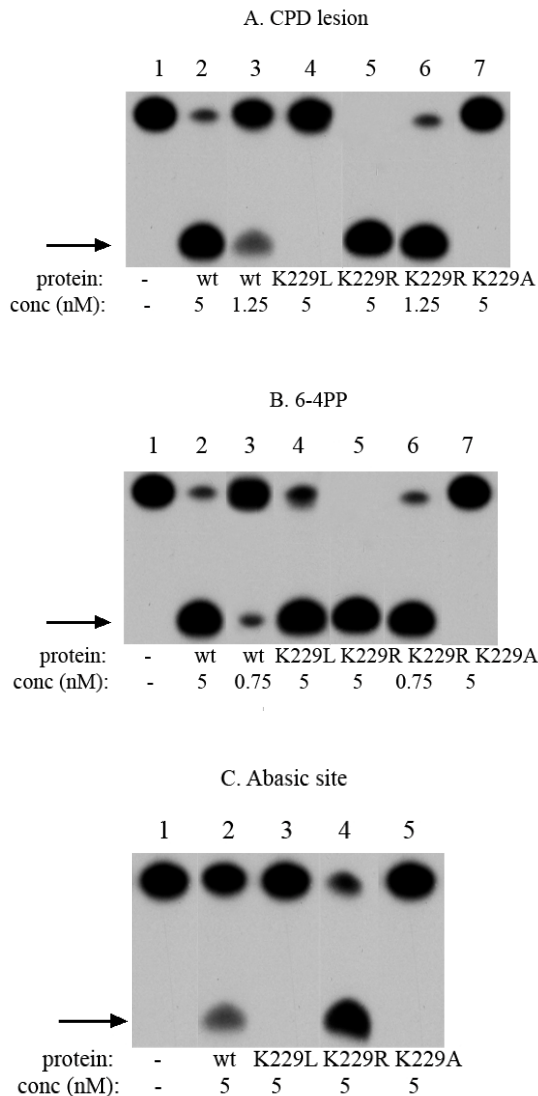 A. CPD lesion
1 2 3 4 5 6 7
protein: - wt wt K229L K229R K229R K229A
conc (nM): - 5 1.25 5 5 1.25 5
B. 6-4PP
1 2 3 4 5 6 7
protein: - wt wt K229L K229R K229R K229A
conc (nM): - 5 0.75 5 5 0.75 5
C. Abasic site
1 2 3 4 5
protein: - wt K229L K229R K229A
conc (nM): - 5 5 5 5